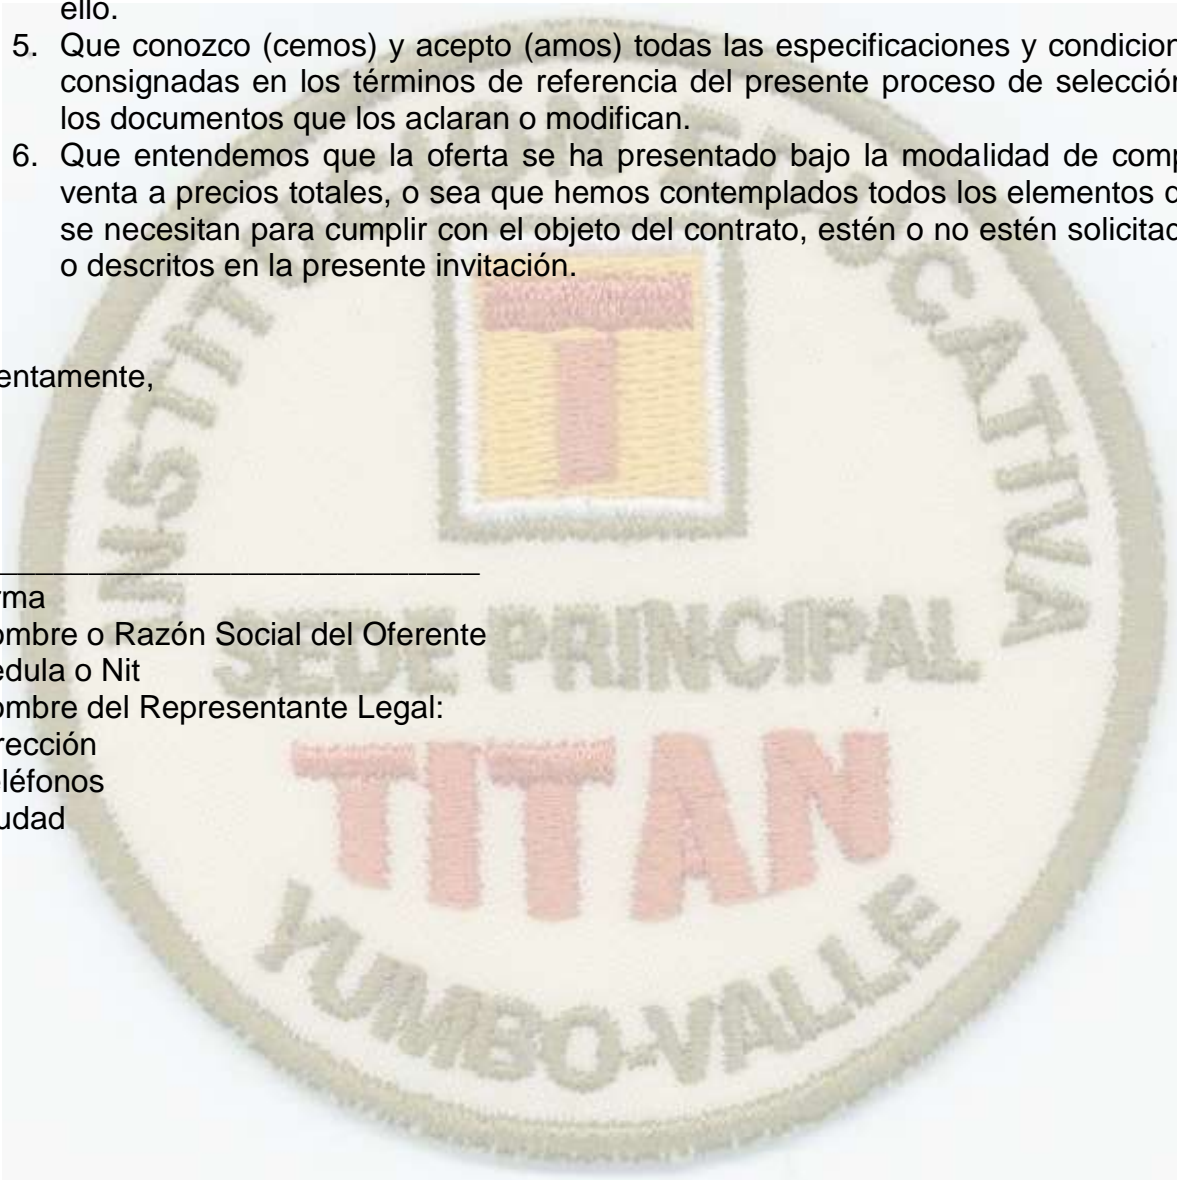 ello.
5. Que conozco (cemos) y acepto (amos) todas las especificaciones y condicion
consignadas en los términos de referencia del presente proceso de selección
los documentos que los aclaran o modifican.
6. Que entendemos que la oferta se ha presentado bajo la modalidad de comp
venta a precios totales, o sea que hemos contemplados todos los elementos q
se necesitan para cumplir con el objeto del contrato, estén o no estén solicitad
o descritos en la presente invitación.
entamente,
rma
ombre o Razón Social del Oferente
edula o Nit
ombre del Representante Legal:
rección
eléfonos
udad
INSTITUCION EDUCATIVA
T
SEDE PRINCIPAL
TITAN
YUMBO-VALLE